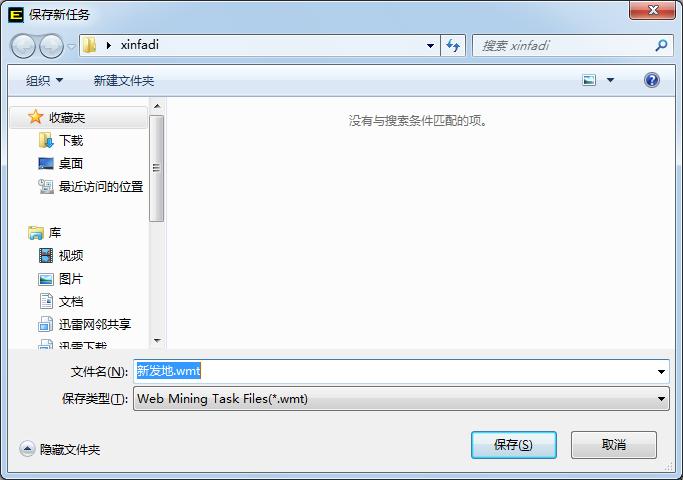 保存新任务
xinfadi
搜索 xinfadi
组织
新建文件夹
收藏夹
下载
桌面
最近访问的位置
库
视频
图片
文档
迅雷网邻共享
迅雷下载
没有与搜索条件匹配的项。
文件名(N):
新发地.wmt
保存类型(T):
Web Mining Task Files(*.wmt)
隐藏文件夹
保存(S)
取消